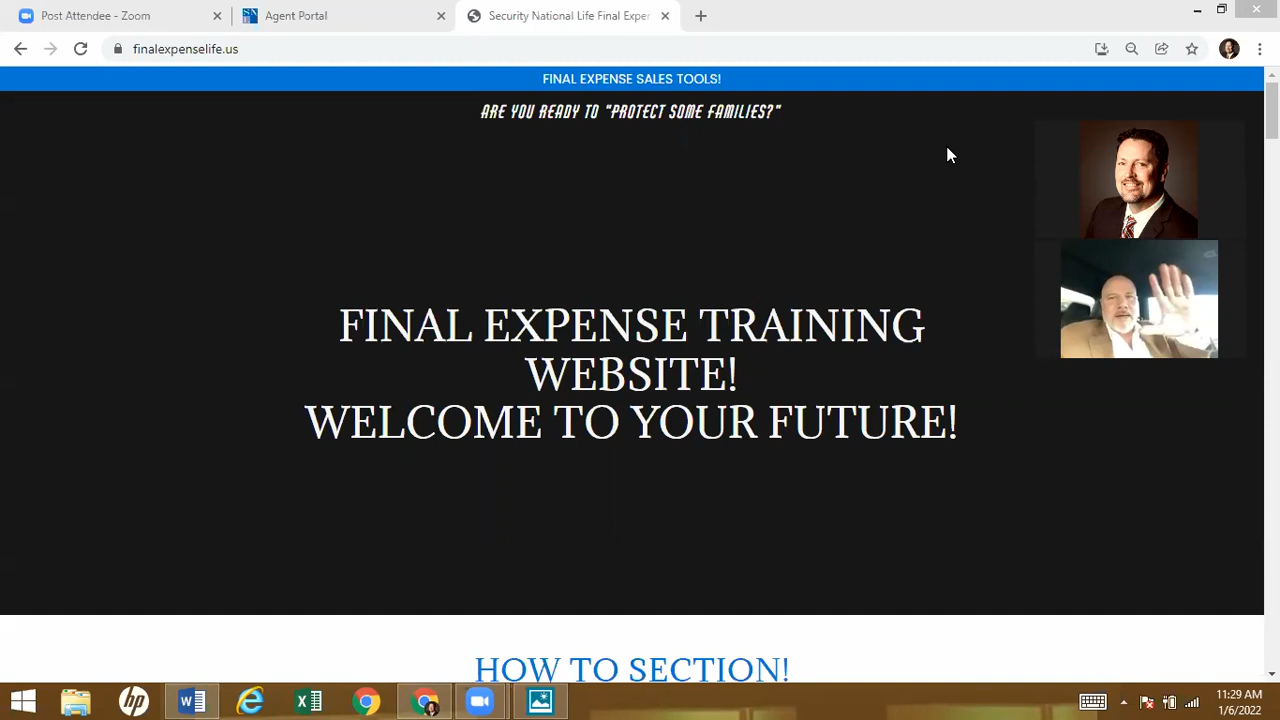 Post Attendee - Zoom
Agent Portal
Security National Life Final Exper
finalexpenselife.us
FINAL EXPENSE SALES TOOLS!
ARE YOU READY TO "PROTECT SOME FAMILIES?"
FINAL EXPENSE TRAINING
WEBSITE!
WELCOME TO YOUR FUTURE!
HOW TO SECTION!
11:29 AM
1/6/2022